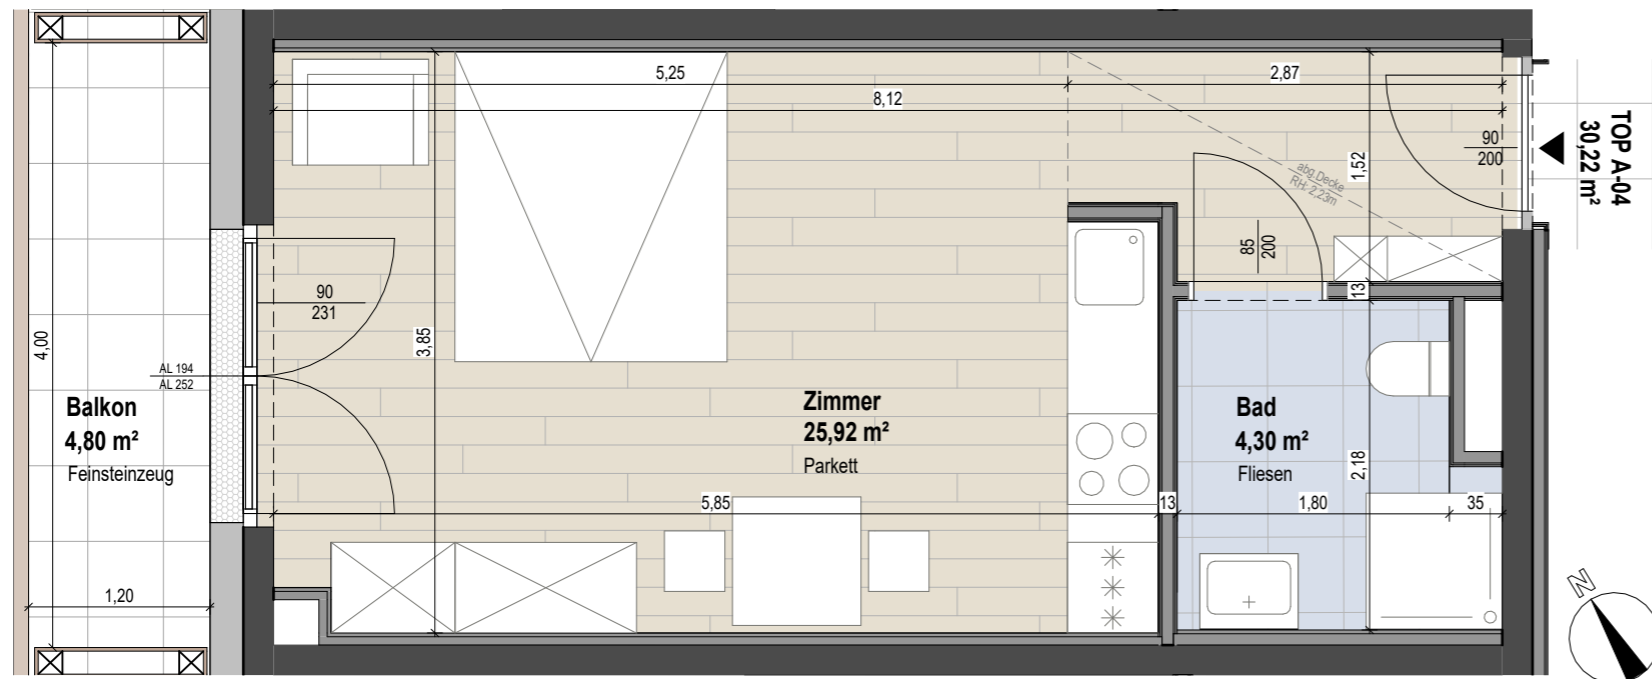 5,25
2,87
8,12
90
200
TOP A-04
30,22 m²
1,52
abg.Decke
RH: 2,23m
85
200
13
90
231
3,85
4,00
AL 194
AL 252
Balkon
4,80 m²
Feinsteinzeug
Zimmer
25,92 m²
Parkett
Bad
4,30 m²
Fliesen
2,18
5,85
13
1,80
35
1,20
N